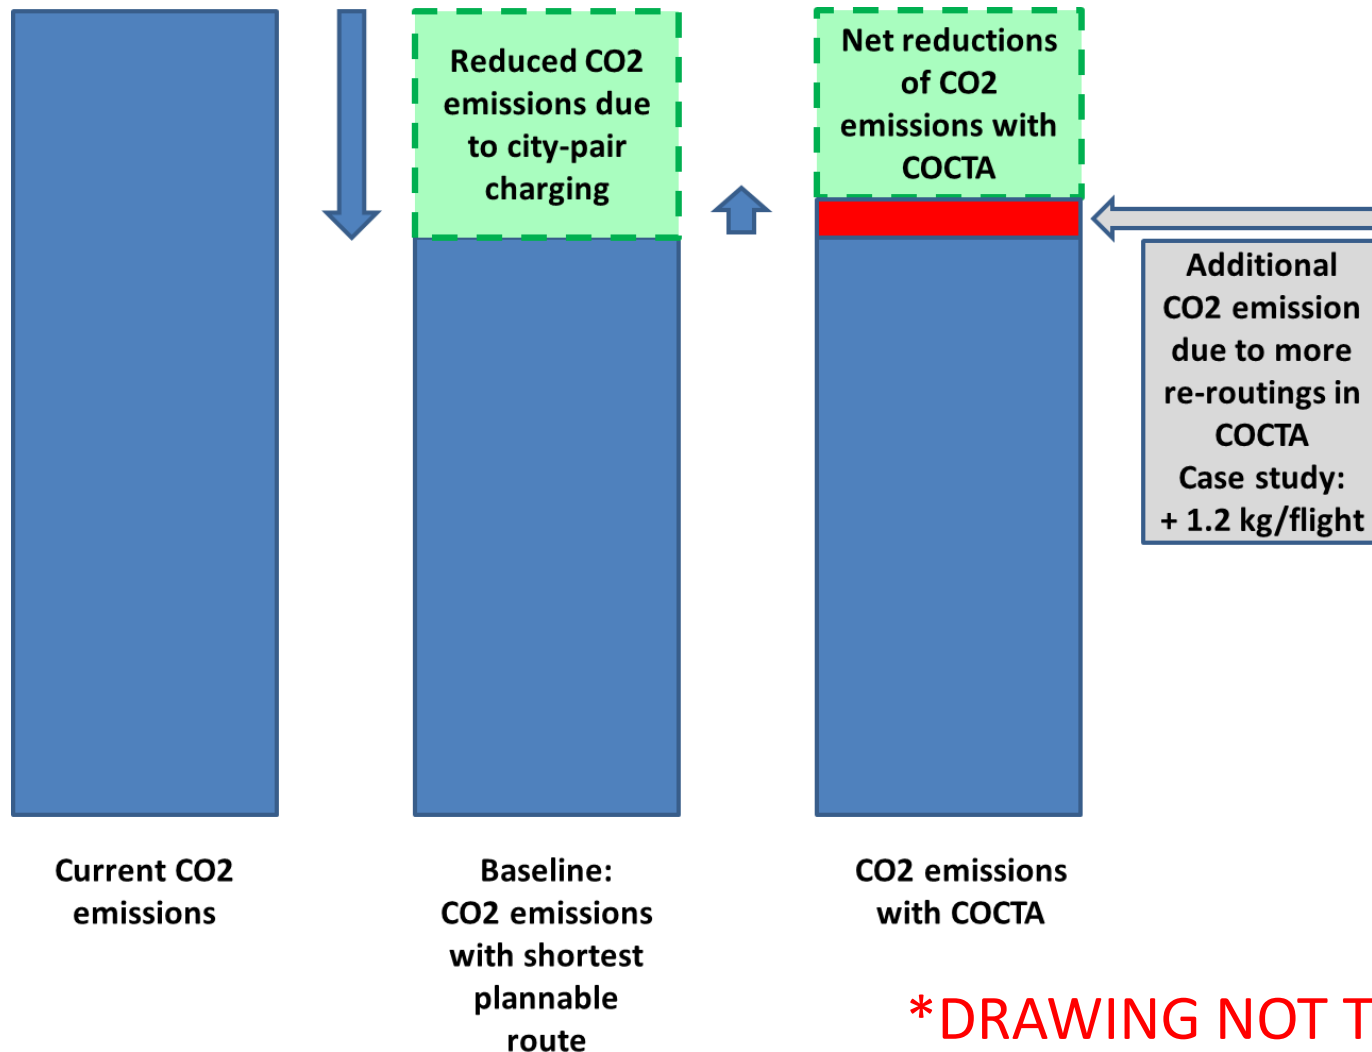 Reduced CO2
emissions due
to city-pair
charging
Net reductions
of CO2
emissions with
COCTA
Additional
CO2 emission
due to more
re-routings in
COCTA
Case study:
+ 1.2 kg/flight
Current CO2
emissions
Baseline:
CO2 emissions
with shortest
plannable
route
CO2 emissions
with COCTA
*DRAWING NOT T